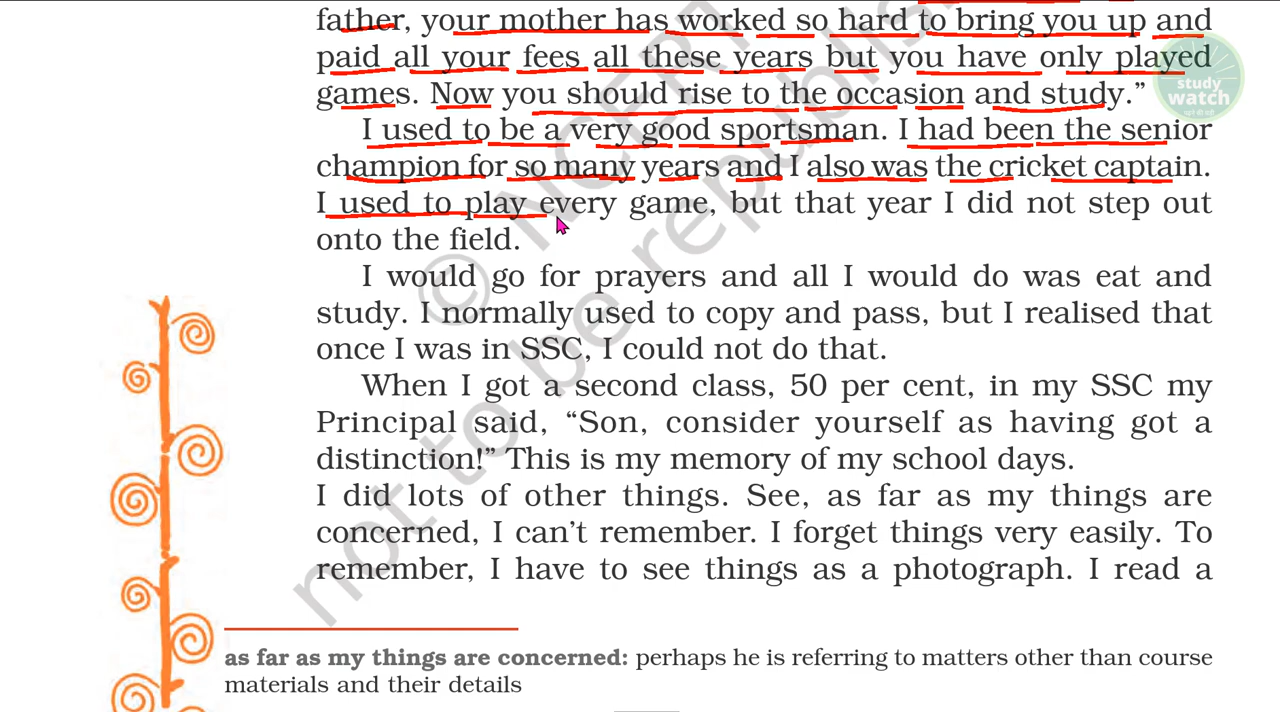 father, your mother has worked so hard to bring you up and
paid all your fees all these years but you have only played
games. Now you should rise to the occasion and study.”
I used to be a very good sportsman. I had been the senior
champion for so many years and I also was the cricket captain.
I used to play every game, but that year I did not step out
onto the field.
I would go for prayers and all I would do was eat and
study. I normally used to copy and pass, but I realised that
once I was in SSC, I could not do that.
When I got a second class, 50 per cent, in my SSC my
Principal said, “Son, consider yourself as having got a
distinction!” This is my memory of my school days.
I did lots of other things. See, as far as my things are
concerned, I can’t remember. I forget things very easily. To
remember, I have to see things as a photograph. I read a
as far as my things are concerned: perhaps he is referring to matters other than course
materials and their details
study
watch
© NCERT
not to be republis